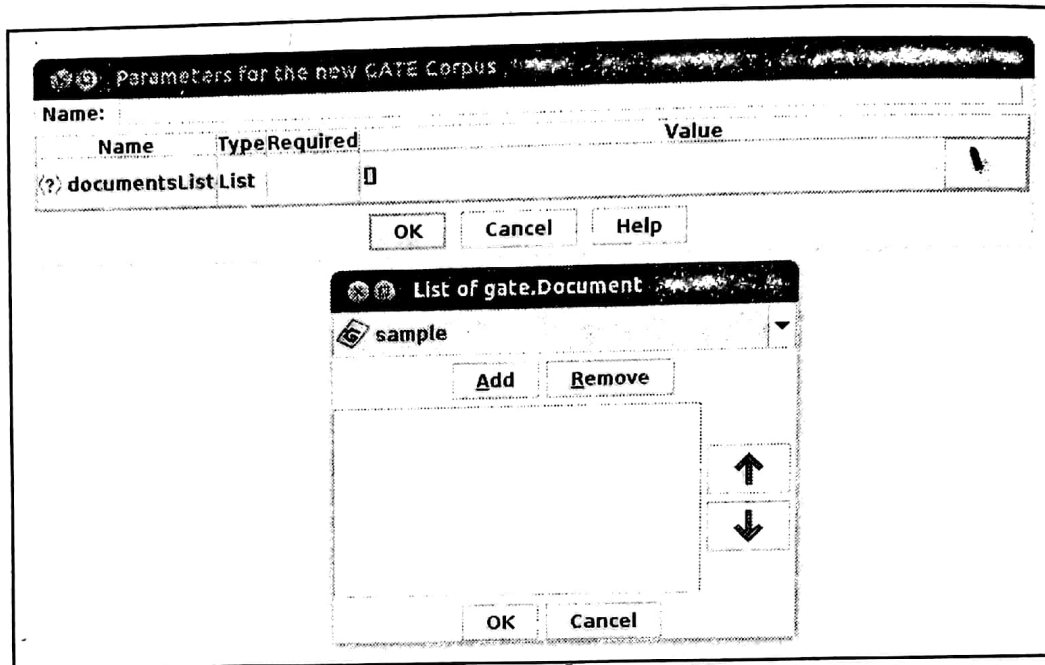 Parameters for the new GATE Corpus
Name:
Name Type Required Value
<?> documentsList List []
OK Cancel Help
List of gate.Document
sample
Add Remove
OK Cancel